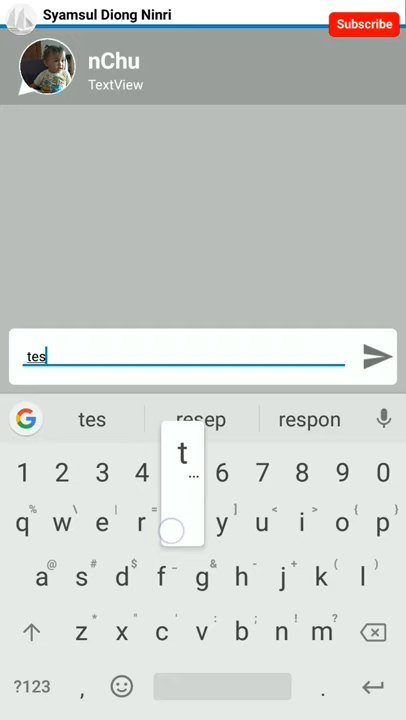 Syamsul Diong Ninri
Subscribe
nChu
TextView
tes
G tes resep respon
t
...
1 2 3 4 6 7 8 9 0
% \ | = ] < > { }
q w e r y u i o p
@ # $ _ & - + ( )
a s d f g h j k l
* " ' : ; ! ?
z x c v b n m
?123 , .